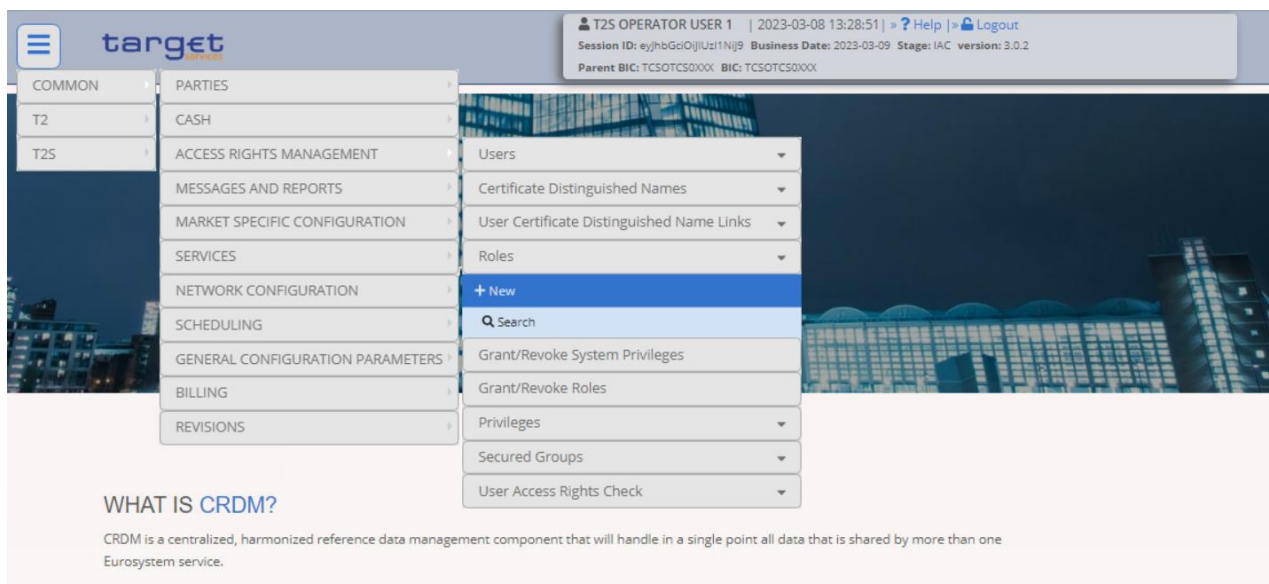 T2S OPERATOR USER 1 | 2023-03-08 13:28:51 | » ? Help | » Logout
Session ID: eyJhbGciOiJIUzI1NiJ9 Business Date: 2023-03-09 Stage: IAC version: 3.0.2
Parent BIC: TCSOTCS0XXX BIC: TCSOTCS0XXX
target
services
COMMON
T2
T2S
PARTIES
CASH
ACCESS RIGHTS MANAGEMENT
MESSAGES AND REPORTS
MARKET SPECIFIC CONFIGURATION
SERVICES
NETWORK CONFIGURATION
SCHEDULING
GENERAL CONFIGURATION PARAMETERS
BILLING
REVISIONS
Users
Certificate Distinguished Names
User Certificate Distinguished Name Links
Roles
+ New
Search
Grant/Revoke System Privileges
Grant/Revoke Roles
Privileges
Secured Groups
User Access Rights Check
WHAT IS CRDM?
CRDM is a centralized, harmonized reference data management component that will handle in a single point all data that is shared by more than one
Eurosystem service.